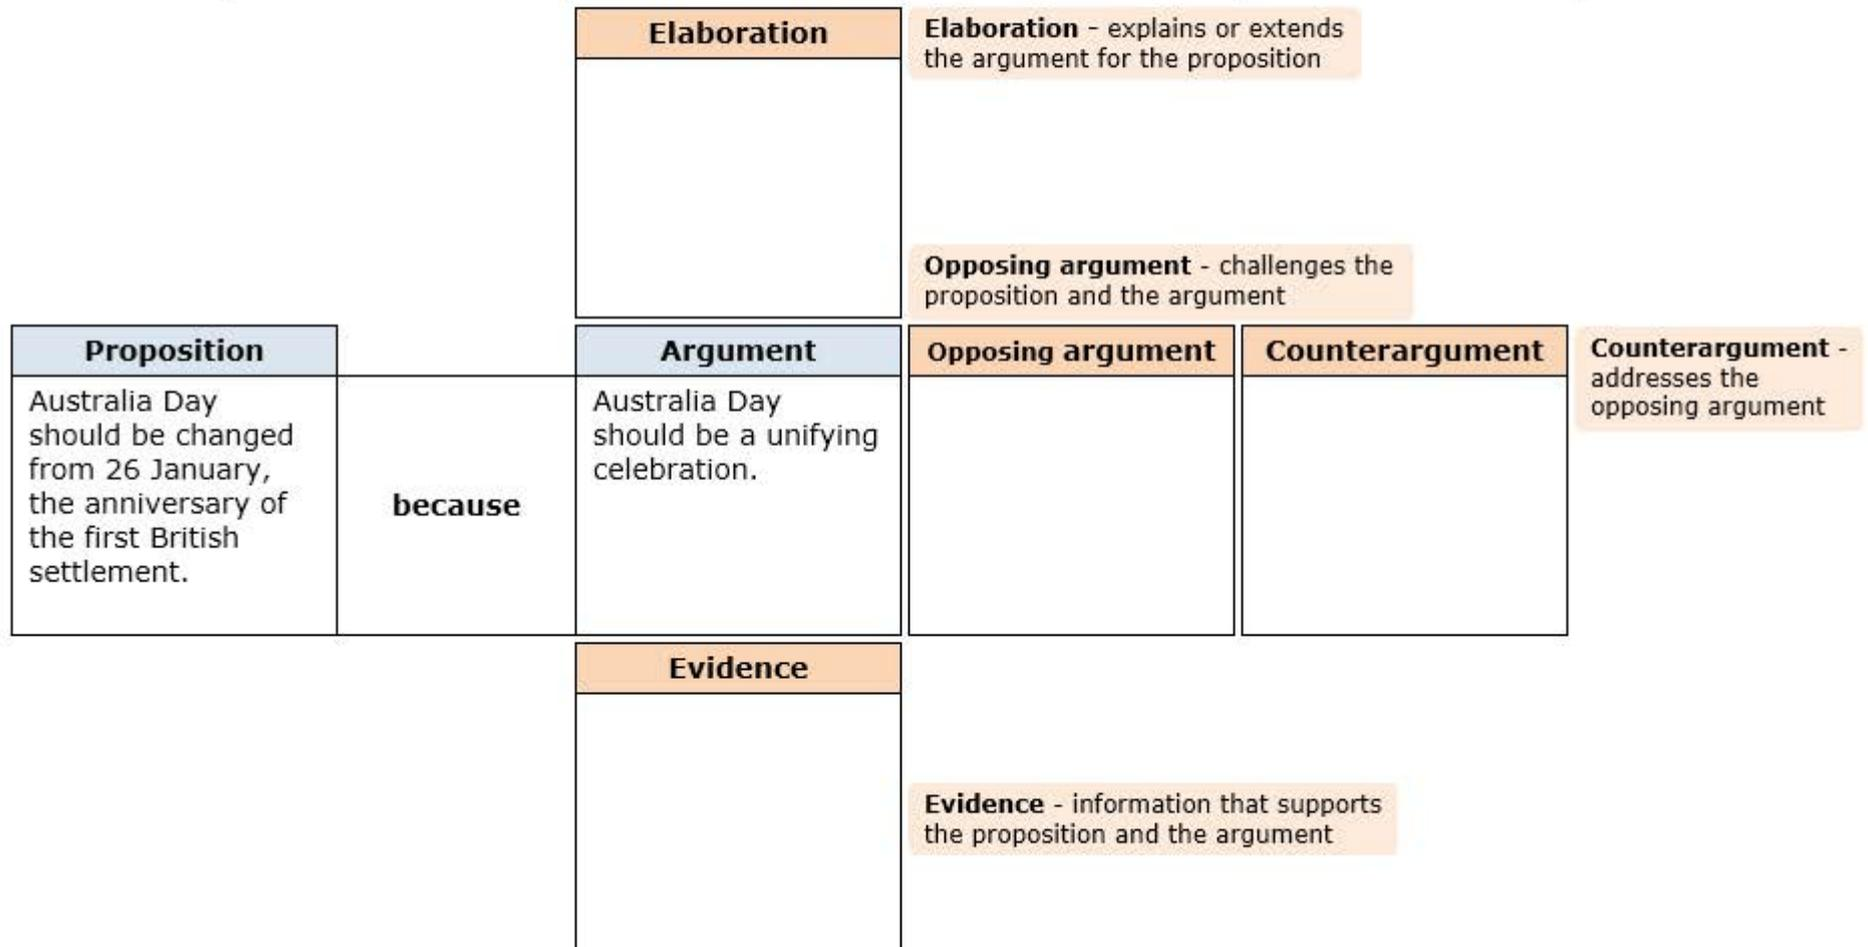 Elaboration
Elaboration - explains or extends
the argument for the proposition
Opposing argument - challenges the
proposition and the argument
Proposition
Argument
Opposing argument
Counterargument
Counterargument -
addresses the
opposing argument
Australia Day
should be changed
from 26 January,
the anniversary of
the first British
settlement.
because
Australia Day
should be a unifying
celebration.
Evidence
Evidence - information that supports
the proposition and the argument